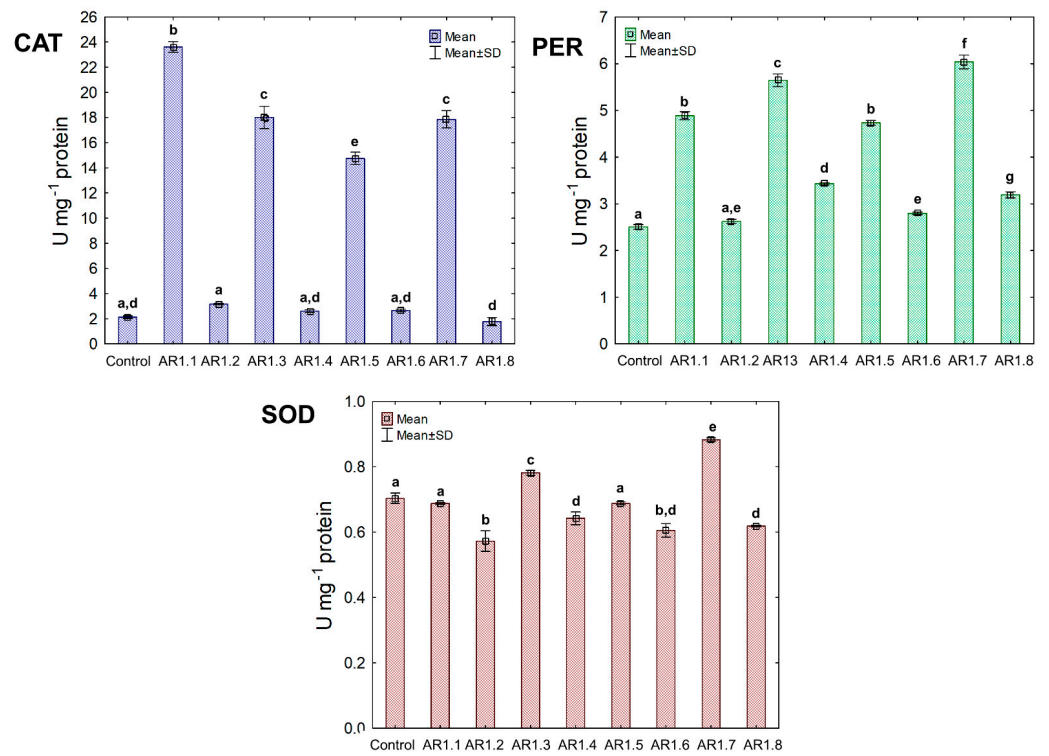 CAT
U mg-1 protein
26
24
22
20
18
16
14
12
10
8
6
4
2
0
Mean
Mean±SD
a,d
b
a
c
a,d
e
a,d
c
d
Control AR1.1 AR1.2 AR1.3 AR1.4 AR1.5 AR1.6 AR1.7 AR1.8
PER
U mg-1 protein
7
6
5
4
3
2
1
0
Mean
Mean±SD
a
b
a,e
c
d
b
e
f
g
Control AR1.1 AR1.2 AR13 AR1.4 AR1.5 AR1.6 AR1.7 AR1.8
SOD
U mg-1 protein
1.0
0.8
0.6
0.4
0.2
0.0
Mean
Mean±SD
a
a
b
c
d
a
b,d
e
d
Control AR1.1 AR1.2 AR1.3 AR1.4 AR1.5 AR1.6 AR1.7 AR1.8